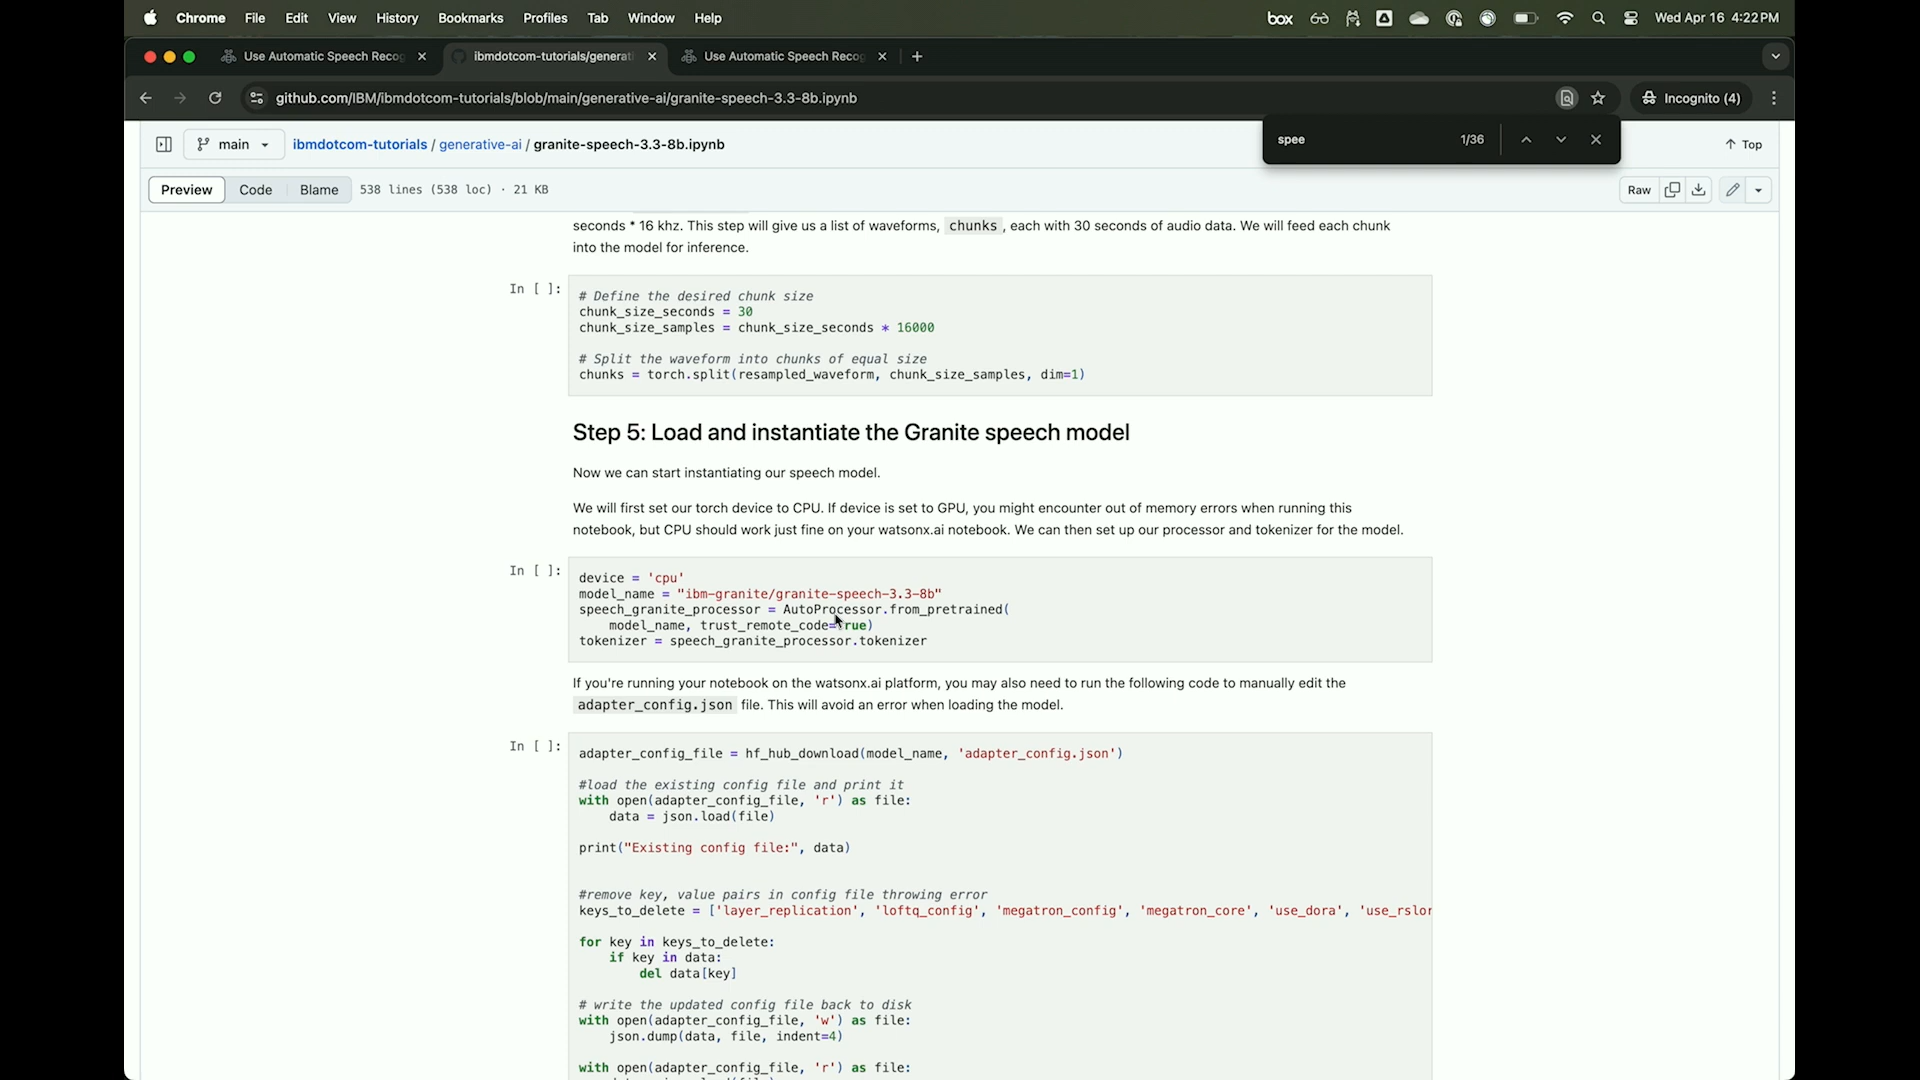 Chrome File Edit View History Bookmarks Profiles Tab Window Help box Wed Apr 16 4:22 PM
Use Automatic Speech Recog ibmdotcom-tutorials/generati Use Automatic Speech Recog
github.com/IBM/ibmdotcom-tutorials/blob/main/generative-ai/granite-speech-3.3-8b.ipynb Incognito (4)
spee 1/36
main ibmdotcom-tutorials / generative-ai / granite-speech-3.3-8b.ipynb Top
Preview Code Blame 538 lines (538 loc) · 21 KB Raw
seconds * 16 khz. This step will give us a list of waveforms, chunks , each with 30 seconds of audio data. We will feed each chunk
into the model for inference.
In [ ]:
# Define the desired chunk size
chunk_size_seconds = 30
chunk_size_samples = chunk_size_seconds * 16000
# Split the waveform into chunks of equal size
chunks = torch.split(resampled_waveform, chunk_size_samples, dim=1)
Step 5: Load and instantiate the Granite speech model
Now we can start instantiating our speech model.
We will first set our torch device to CPU. If device is set to GPU, you might encounter out of memory errors when running this
notebook, but CPU should work just fine on your watsonx.ai notebook. We can then set up our processor and tokenizer for the model.
In [ ]:
device = 'cpu'
model_name = "ibm-granite/granite-speech-3.3-8b"
speech_granite_processor = AutoProcessor.from_pretrained(
model_name, trust_remote_code=True)
tokenizer = speech_granite_processor.tokenizer
If you're running your notebook on the watsonx.ai platform, you may also need to run the following code to manually edit the
adapter_config.json file. This will avoid an error when loading the model.
In [ ]:
adapter_config_file = hf_hub_download(model_name, 'adapter_config.json')
#load the existing config file and print it
with open(adapter_config_file, 'r') as file:
data = json.load(file)
print("Existing config file:", data)
#remove key, value pairs in config file throwing error
keys_to_delete = ['layer_replication', 'loftq_config', 'megatron_config', 'megatron_core', 'use_dora', 'use_rslor
for key in keys_to_delete:
if key in data:
del data[key]
# write the updated config file back to disk
with open(adapter_config_file, 'w') as file:
json.dump(data, file, indent=4)
with open(adapter_config_file, 'r') as file: